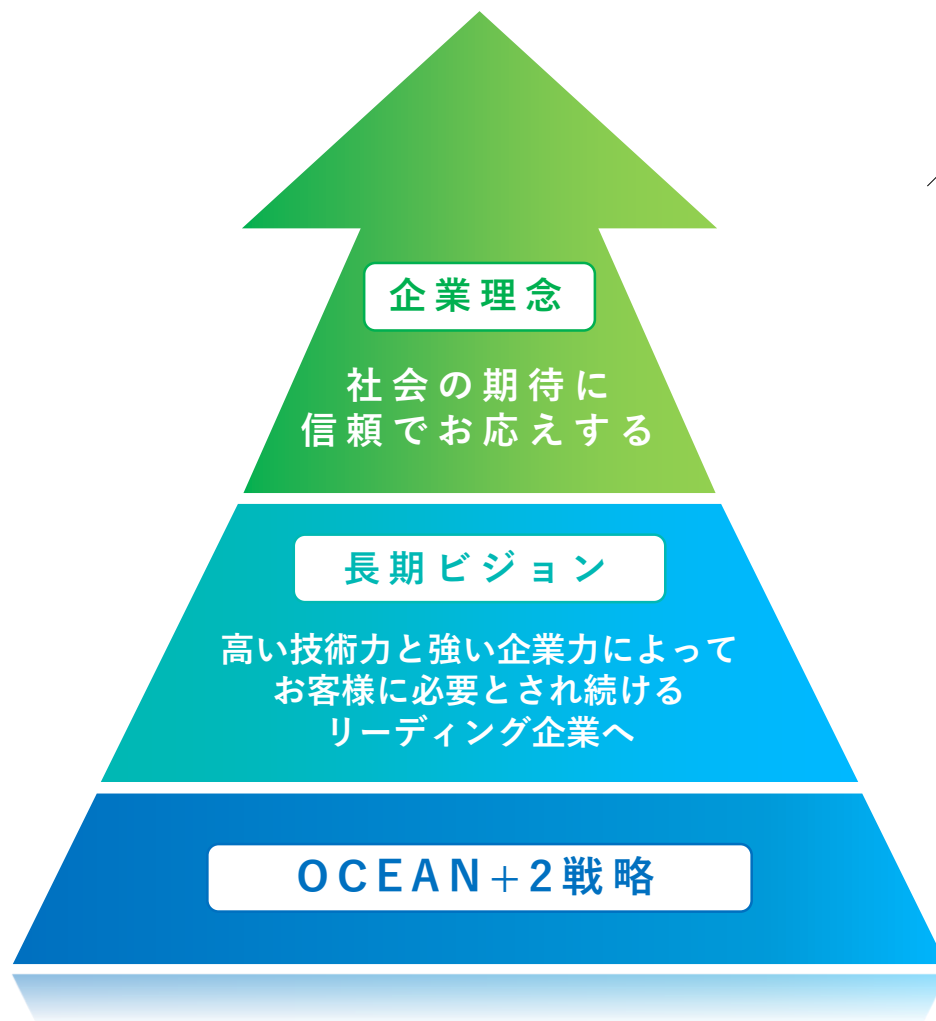 企業理念
社会の期待に
信頼でお応えする
長期ビジョン
高い技術力と強い企業力によって
お客様に必要とされ続ける
リーディング企業へ
OCEAN+2戦略